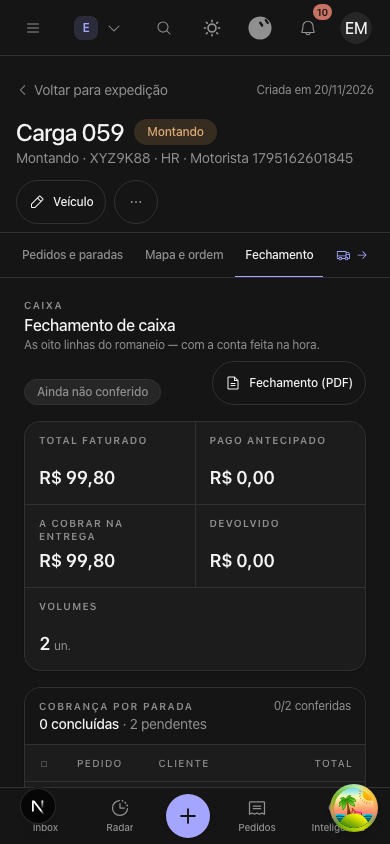 E
10
EM
Voltar para expedição
Criada em 20/11/2026
Carga 059
Montando
Montando · XYZ9K88 · HR · Motorista 1795162601845
Veículo
Pedidos e paradas
Mapa e ordem
Fechamento
CAIXA
Fechamento de caixa
As oito linhas do romaneio — com a conta feita na hora.
Ainda não conferido
Fechamento (PDF)
TOTAL FATURADO
PAGO ANTECIPADO
R$ 99,80
R$ 0,00
A COBRAR NA
ENTREGA
DEVOLVIDO
R$ 99,80
R$ 0,00
VOLUMES
2 un.
COBRANÇA POR PARADA
0/2 conferidas
0 concluídas · 2 pendentes
PEDIDO
CLIENTE
TOTAL
N
Inbox
Radar
Pedidos